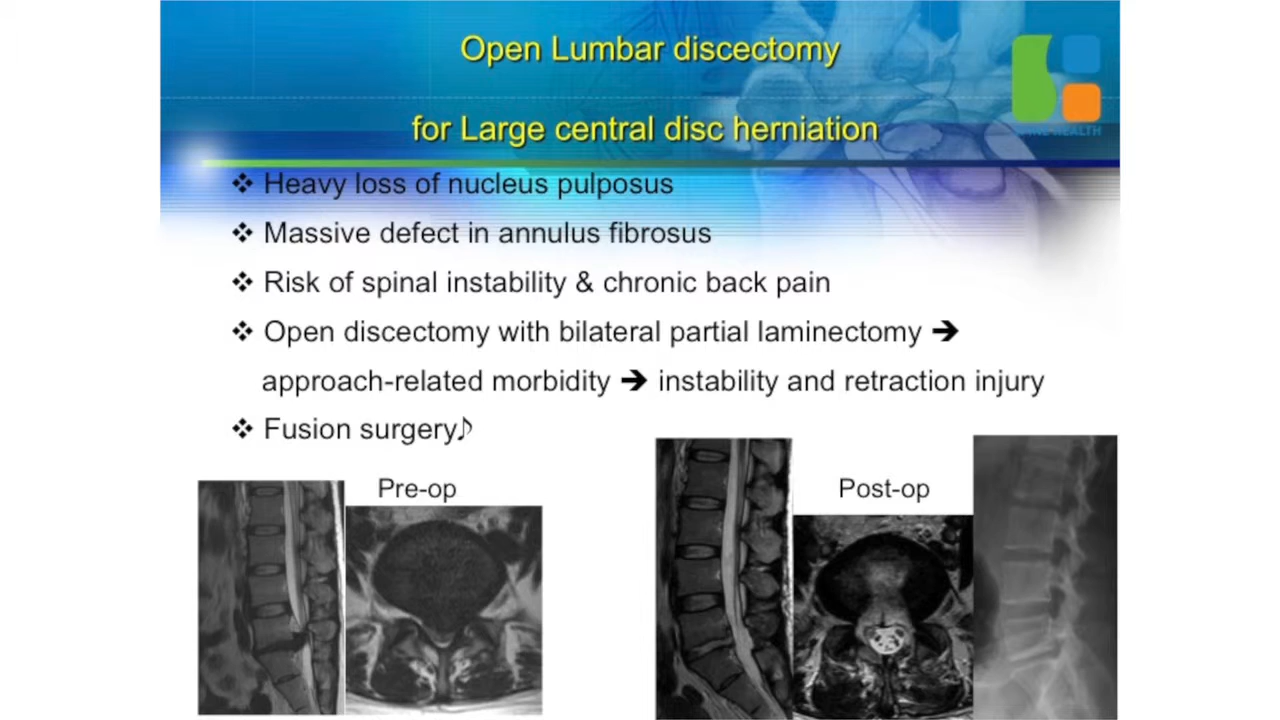 Open Lumbar discectomy
for Large central disc herniation
❖ Heavy loss of nucleus pulposus
❖ Massive defect in annulus fibrosus
❖ Risk of spinal instability & chronic back pain
❖ Open discectomy with bilateral partial laminectomy ➔
approach-related morbidity ➔ instability and retraction injury
❖ Fusion surgery♪
Pre-op
Post-op
HEALTH